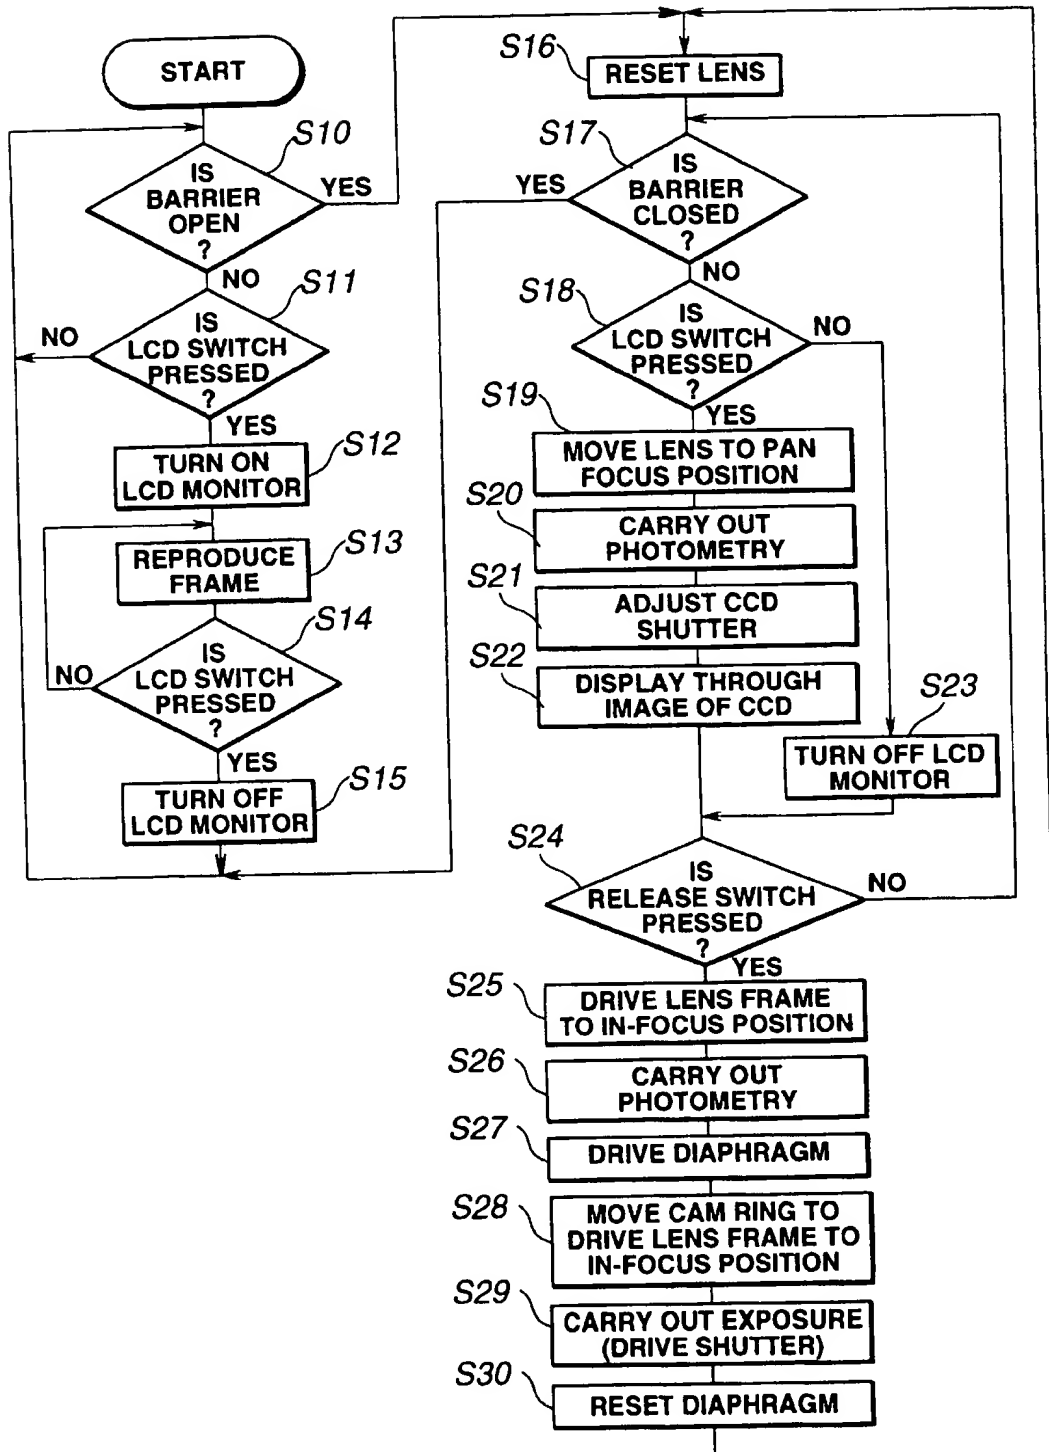 START
S10
IS
BARRIER
OPEN
?
YES
NO
S11
IS
LCD SWITCH
PRESSED
?
NO
YES
S12
TURN ON
LCD MONITOR
S13
REPRODUCE
FRAME
S14
IS
LCD SWITCH
PRESSED
?
NO
YES
S15
TURN OFF
LCD MONITOR
S16
RESET LENS
S17
IS
BARRIER
CLOSED
?
YES
NO
S18
IS
LCD SWITCH
PRESSED
?
NO
YES
S19
MOVE LENS TO PAN
FOCUS POSITION
S20
CARRY OUT
PHOTOMETRY
S21
ADJUST CCD
SHUTTER
S22
DISPLAY THROUGH
IMAGE OF CCD
S23
TURN OFF LCD
MONITOR
S24
IS
RELEASE SWITCH
PRESSED
?
NO
YES
S25
DRIVE LENS FRAME
TO IN-FOCUS POSITION
S26
CARRY OUT
PHOTOMETRY
S27
DRIVE DIAPHRAGM
S28
MOVE CAM RING TO
DRIVE LENS FRAME TO
IN-FOCUS POSITION
S29
CARRY OUT EXPOSURE
(DRIVE SHUTTER)
S30
RESET DIAPHRAGM